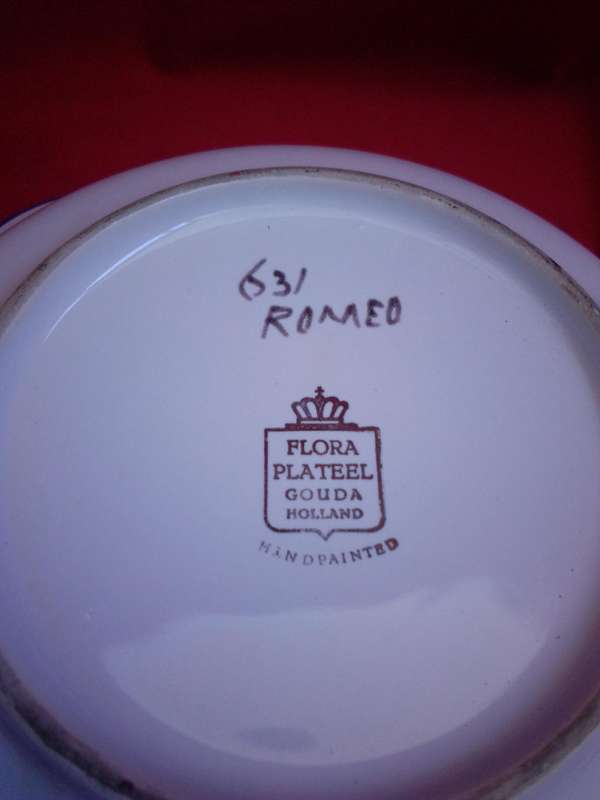 631
ROMEO
FLORA
PLATEEL
GOUDA
HOLLAND
HANDPAINTED